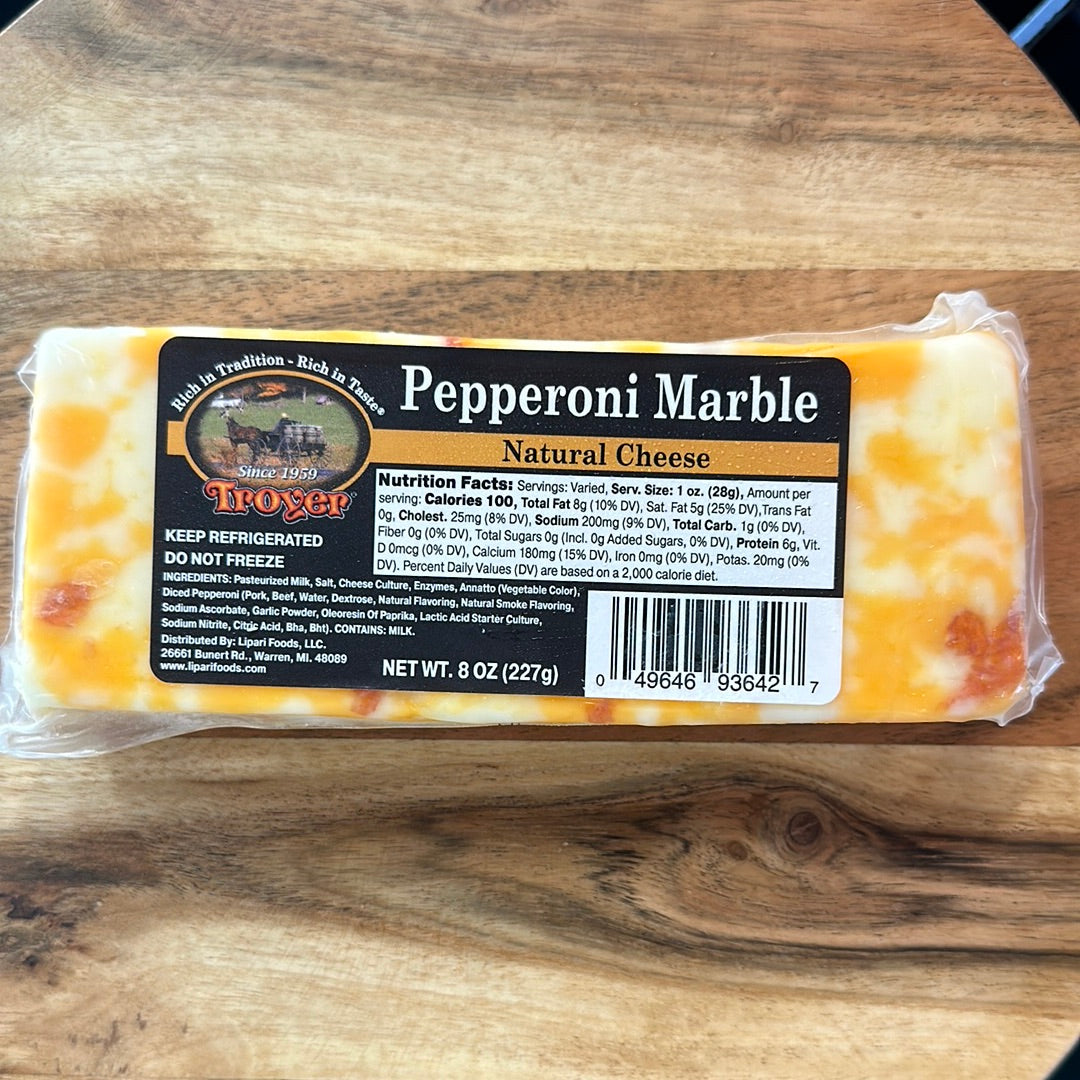 Rich in Tradition - Rich in Taste®
Since 1959
Troyer®
Pepperoni Marble
Natural Cheese
Nutrition Facts: Servings: Varied, Serv. Size: 1 oz. (28g), Amount per
serving: Calories 100, Total Fat 8g (10% DV), Sat. Fat 5g (25% DV),Trans Fat
0g, Cholest. 25mg (8% DV), Sodium 200mg (9% DV), Total Carb. 1g (0% DV),
Fiber 0g (0% DV), Total Sugars 0g (Incl. 0g Added Sugars, 0% DV), Protein 6g, Vit.
D 0mcg (0% DV), Calcium 180mg (15% DV), Iron 0mg (0% DV), Potas. 20mg (0%
DV). Percent Daily Values (DV) are based on a 2,000 calorie diet.
KEEP REFRIGERATED
DO NOT FREEZE
INGREDIENTS: Pasteurized Milk, Salt, Cheese Culture, Enzymes, Annatto (Vegetable Color),
Diced Pepperoni (Pork, Beef, Water, Dextrose, Natural Flavoring, Natural Smoke Flavoring,
Sodium Ascorbate, Garlic Powder, Oleoresin Of Paprika, Lactic Acid Starter Culture,
Sodium Nitrite, Citric Acid, Bha, Bht). CONTAINS: MILK.
Distributed By: Lipari Foods, LLC.
26661 Bunert Rd., Warren, MI. 48089
www.liparifoods.com
NET WT. 8 OZ (227g)
0 49646 93642 7